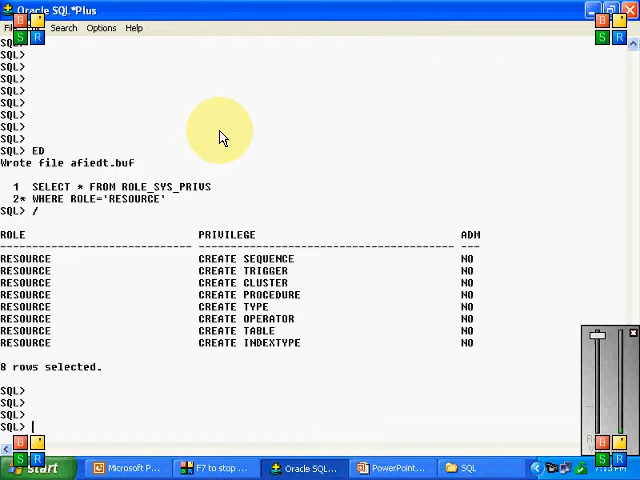 Oracle SQL*Plus
Search Options Help
SQL>
SQL>
SQL>
SQL>
SQL>
SQL>
SQL>
SQL>
SQL>
SQL> ED
Wrote file afiedt.buf
1 SELECT * FROM ROLE_SYS_PRIVS
2* WHERE ROLE='RESOURCE'
SQL> /
ROLE PRIVILEGE ADM
------------------------------ ---------------------------------------- ---
RESOURCE CREATE SEQUENCE NO
RESOURCE CREATE TRIGGER NO
RESOURCE CREATE CLUSTER NO
RESOURCE CREATE PROCEDURE NO
RESOURCE CREATE TYPE NO
RESOURCE CREATE OPERATOR NO
RESOURCE CREATE TABLE NO
RESOURCE CREATE INDEXTYPE NO
8 rows selected.
SQL>
SQL>
SQL>
SQL>
start Microsoft P... F7 to stop ... Oracle SQL... PowerPoint... SQL